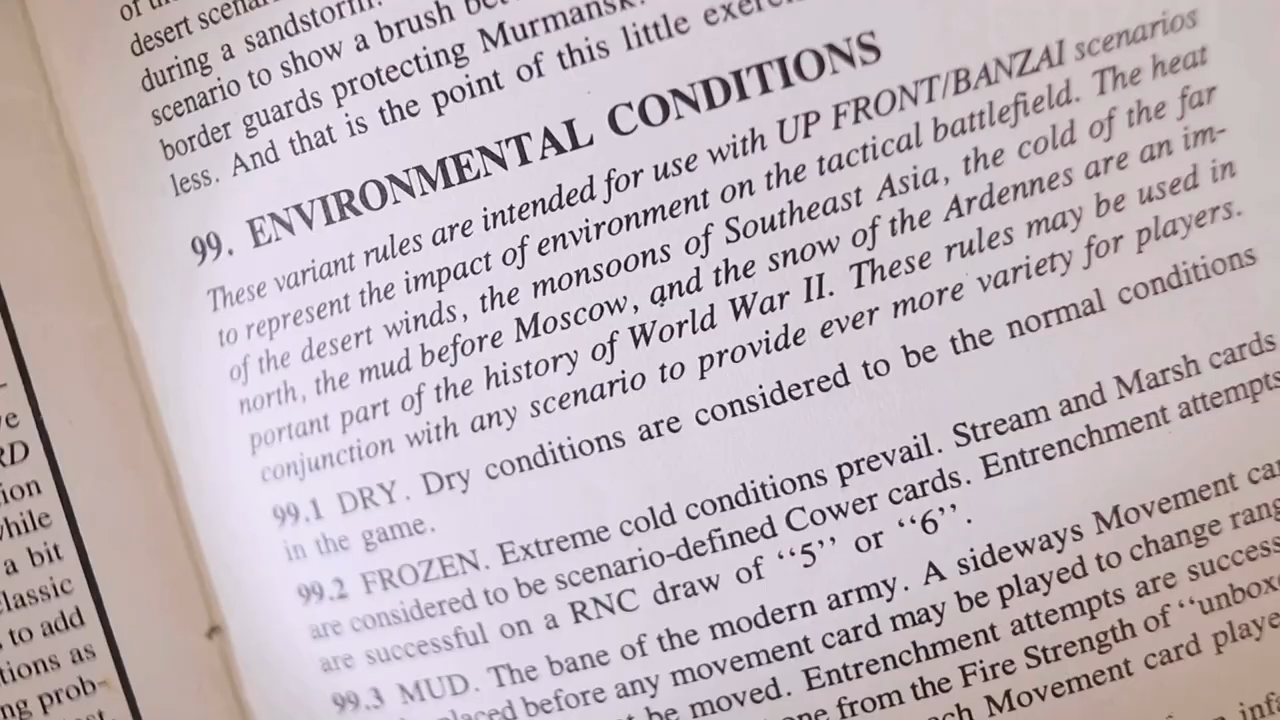 of the
desert scenar
during a sandstorm.
scenario to show a brush be
border guards protecting Murmansk.
less. And that is the point of this little exerc
99. ENVIRONMENTAL CONDITIONS
These variant rules are intended for use with UP FRONT/BANZAI scenarios
to represent the impact of environment on the tactical battlefield. The heat
of the desert winds, the monsoons of Southeast Asia, the cold of the far
north, the mud before Moscow, and the snow of the Ardennes are an im-
portant part of the history of World War II. These rules may be used in
conjunction with any scenario to provide ever more variety for players.
99.1 DRY. Dry conditions are considered to be the normal conditions
in the game.
99.2 FROZEN. Extreme cold conditions prevail. Stream and Marsh cards
are considered to be scenario-defined Cower cards. Entrenchment attempts
are successful on a RNC draw of ‘‘5’’ or ‘‘6’’.
99.3 MUD. The bane of the modern army. A sideways Movement car
placed before any movement card may be played to change rang
be moved. Entrenchment attempts are success
one from the Fire Strength of ‘‘unbox
ch Movement card playe
inf
ve
RD
ion
while
a bit
lassic
to add
tions as
ng prob-